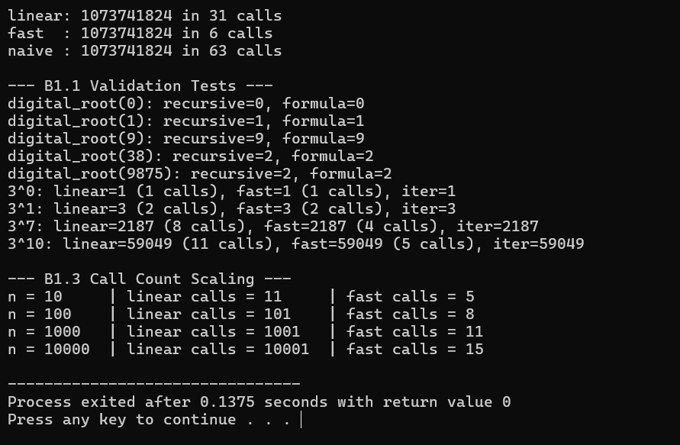 linear: 1073741824 in 31 calls
fast  : 1073741824 in 6 calls
naive : 1073741824 in 63 calls

--- B1.1 Validation Tests ---
digital_root(0): recursive=0, formula=0
digital_root(1): recursive=1, formula=1
digital_root(9): recursive=9, formula=9
digital_root(38): recursive=2, formula=2
digital_root(9875): recursive=2, formula=2
3^0: linear=1 (1 calls), fast=1 (1 calls), iter=1
3^1: linear=3 (2 calls), fast=3 (2 calls), iter=3
3^7: linear=2187 (8 calls), fast=2187 (4 calls), iter=2187
3^10: linear=59049 (11 calls), fast=59049 (5 calls), iter=59049

--- B1.3 Call Count Scaling ---
n = 10     | linear calls = 11     | fast calls = 5
n = 100    | linear calls = 101    | fast calls = 8
n = 1000   | linear calls = 1001   | fast calls = 11
n = 10000  | linear calls = 10001  | fast calls = 15

--------------------------------
Process exited after 0.1375 seconds with return value 0
Press any key to continue . . .